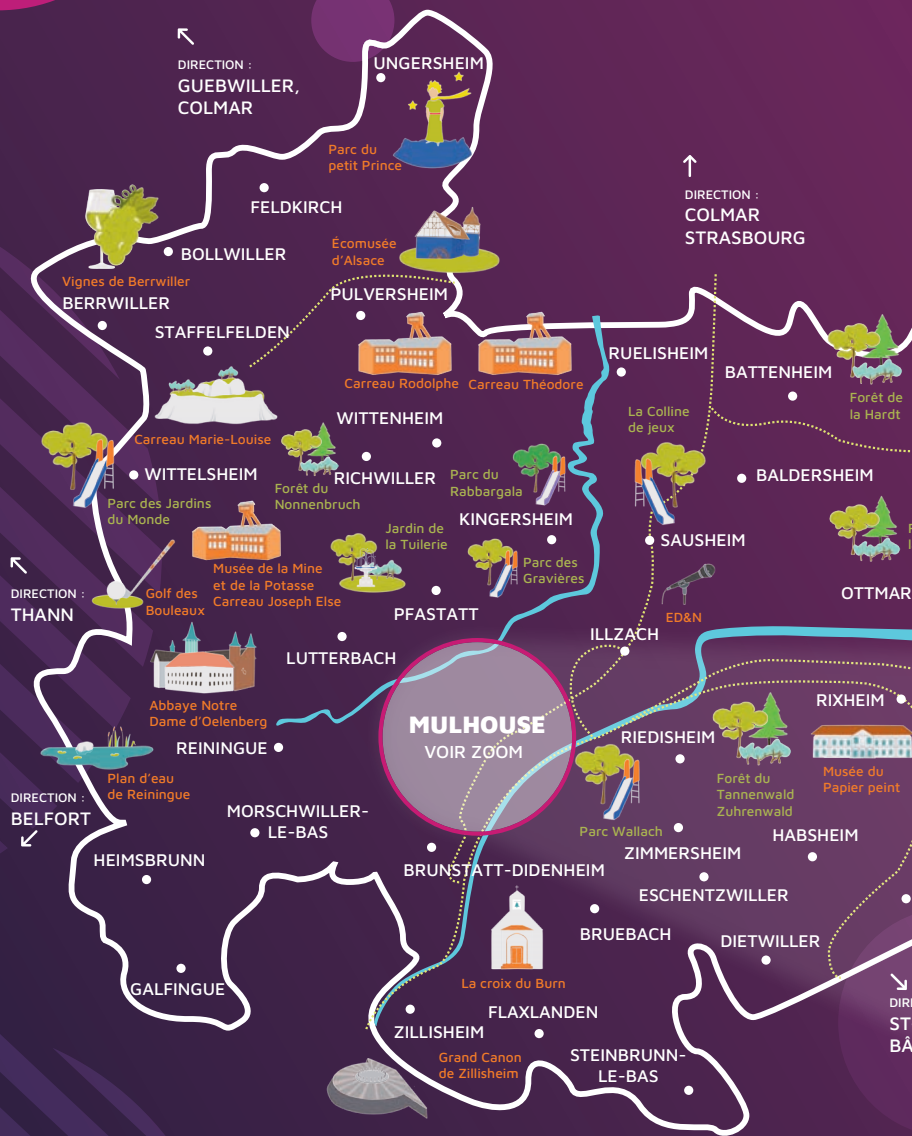 UNGERSHEIM
DIRECTION :
GUEBWILLER,
COLMAR
Parc du
petit Prince
DIRECTION :
COLMAR
STRASBOURG
FELDKIRCH
BOLLWILLER
Écomusée
d'Alsace
Vignes de Berrwiller
BERRWILLER
PULVERSHEIM
STAFFELFELDEN
RUELISHEIM
BATTENHEIM
Carreau Rodolphe
Carreau Théodore
Forêt de
la Hardt
La Colline
de jeux
WITTENHEIM
Carreau Marie-Louise
WITTELSHEIM
RICHWILLER
Parc du
Rabbargala
BALDERSHEIM
Forêt du
Nonnenbruch
Parc des Jardins
du Monde
KINGERSHEIM
Jardin de
la Tuilerie
SAUSHEIM
Musée de la Mine
et de la Potasse
Carreau Joseph Else
Parc des
Gravières
DIRECTION :
THANN
Golf des
Bouleaux
PFASTATT
ED&N
OTTMAR
ILLZACH
LUTTERBACH
Abbaye Notre
Dame d'Oelenberg
RIXHEIM
MULHOUSE
VOIR ZOOM
REININGUE
RIEDISHEIM
Plan d'eau
de Reiningue
Forêt du
Tannenwald
Zuhrenwald
Musée du
Papier peint
DIRECTION :
BELFORT
MORSCHWILLER-
LE-BAS
Parc Wallach
HABSHEIM
HEIMSBRUNN
ZIMMERSHEIM
BRUNSTATT-DIDENHEIM
ESCHENTZWILLER
BRUEBACH
DIETWILLER
La croix du Burn
GALFINGUE
FLAXLANDEN
DIRE
ST
BÂ
ZILLISHEIM
Grand Canon
de Zillisheim
STEINBRUNN-
LE-BAS